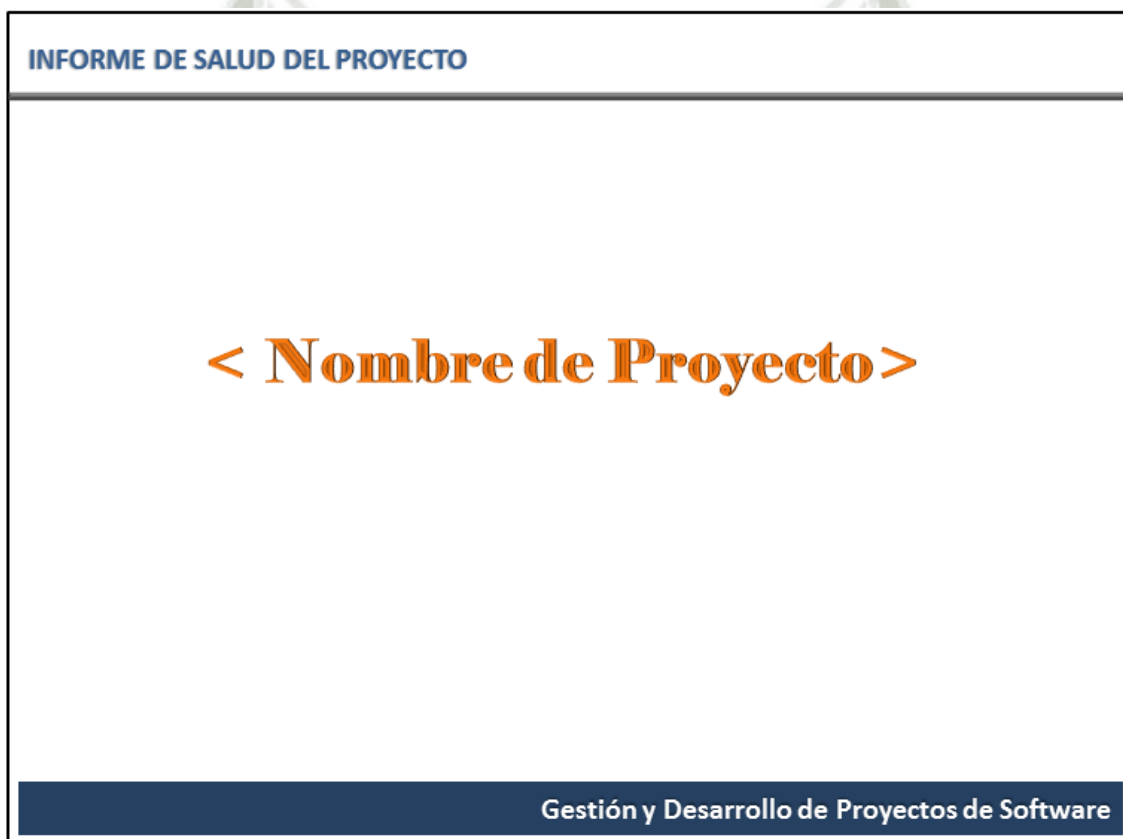 INFORME DE SALUD DEL PROYECTO
< Nombre de Proyecto>
Gestión y Desarrollo de Proyectos de Software